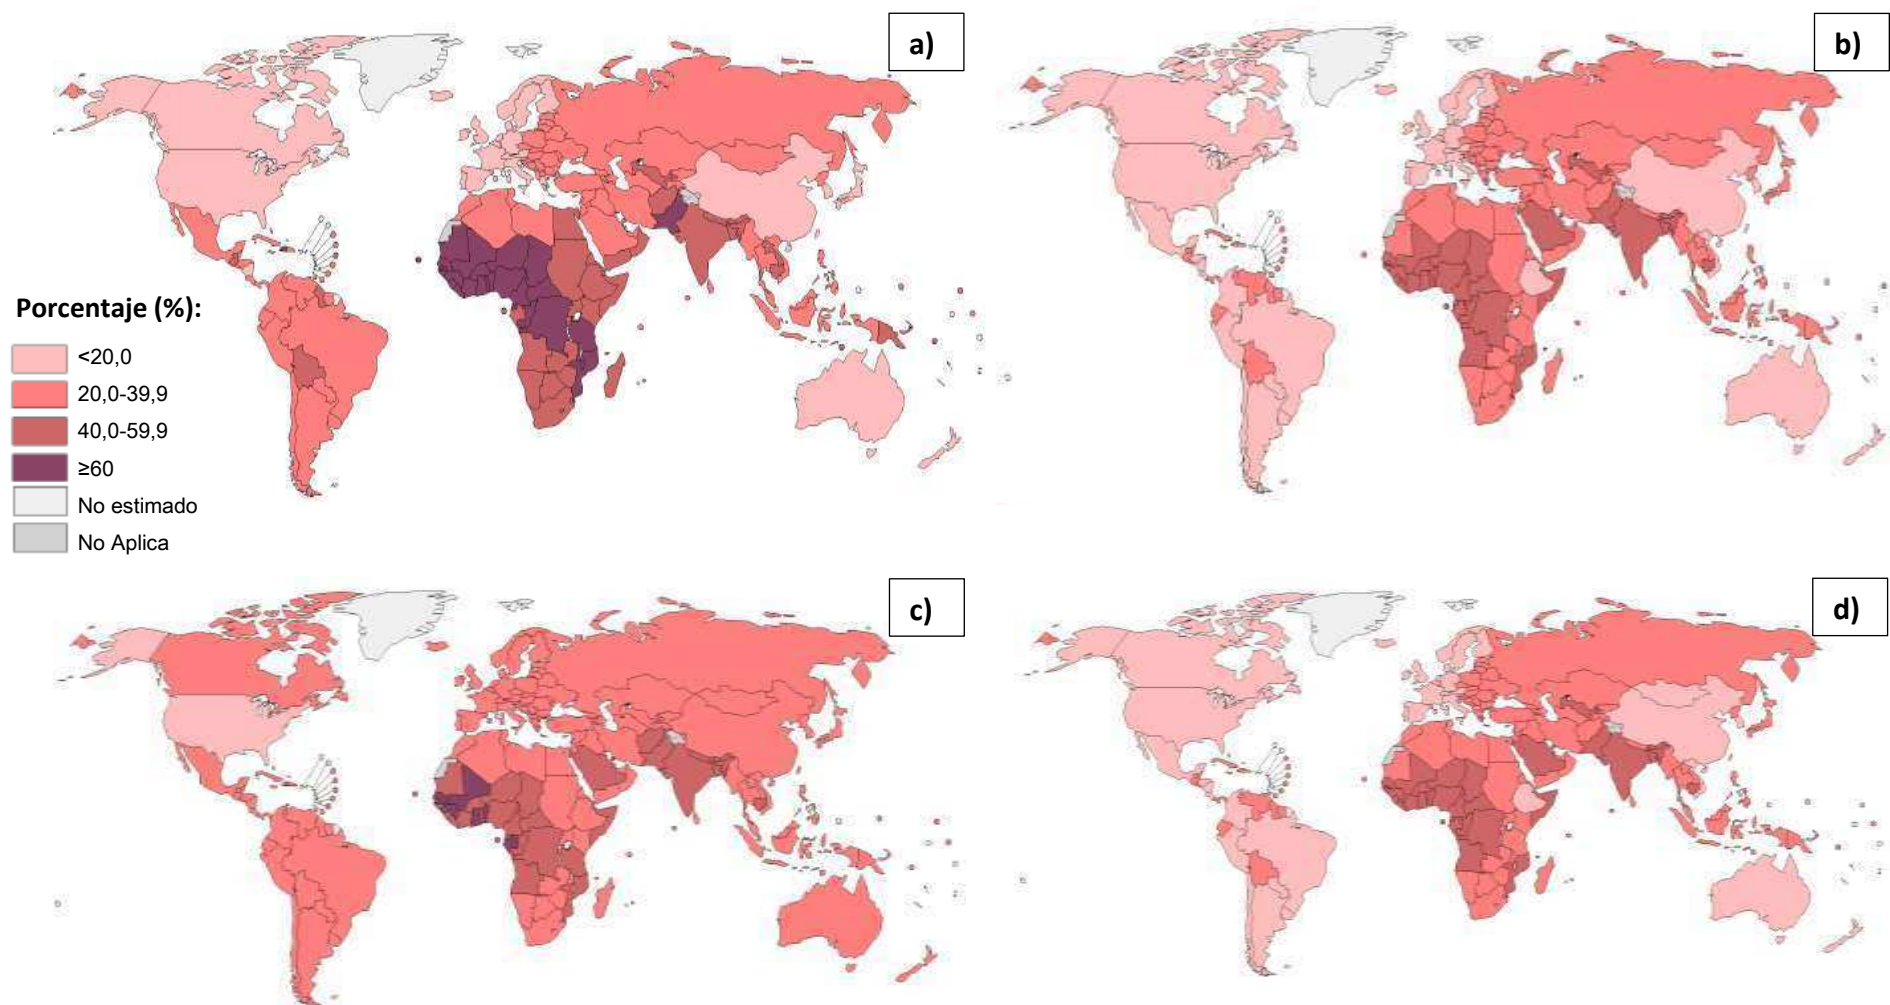 a)
b)
Porcentaje (%):
<20,0
20,0-39,9
40,0-59,9
≥60
No estimado
No Aplica
c)
d)